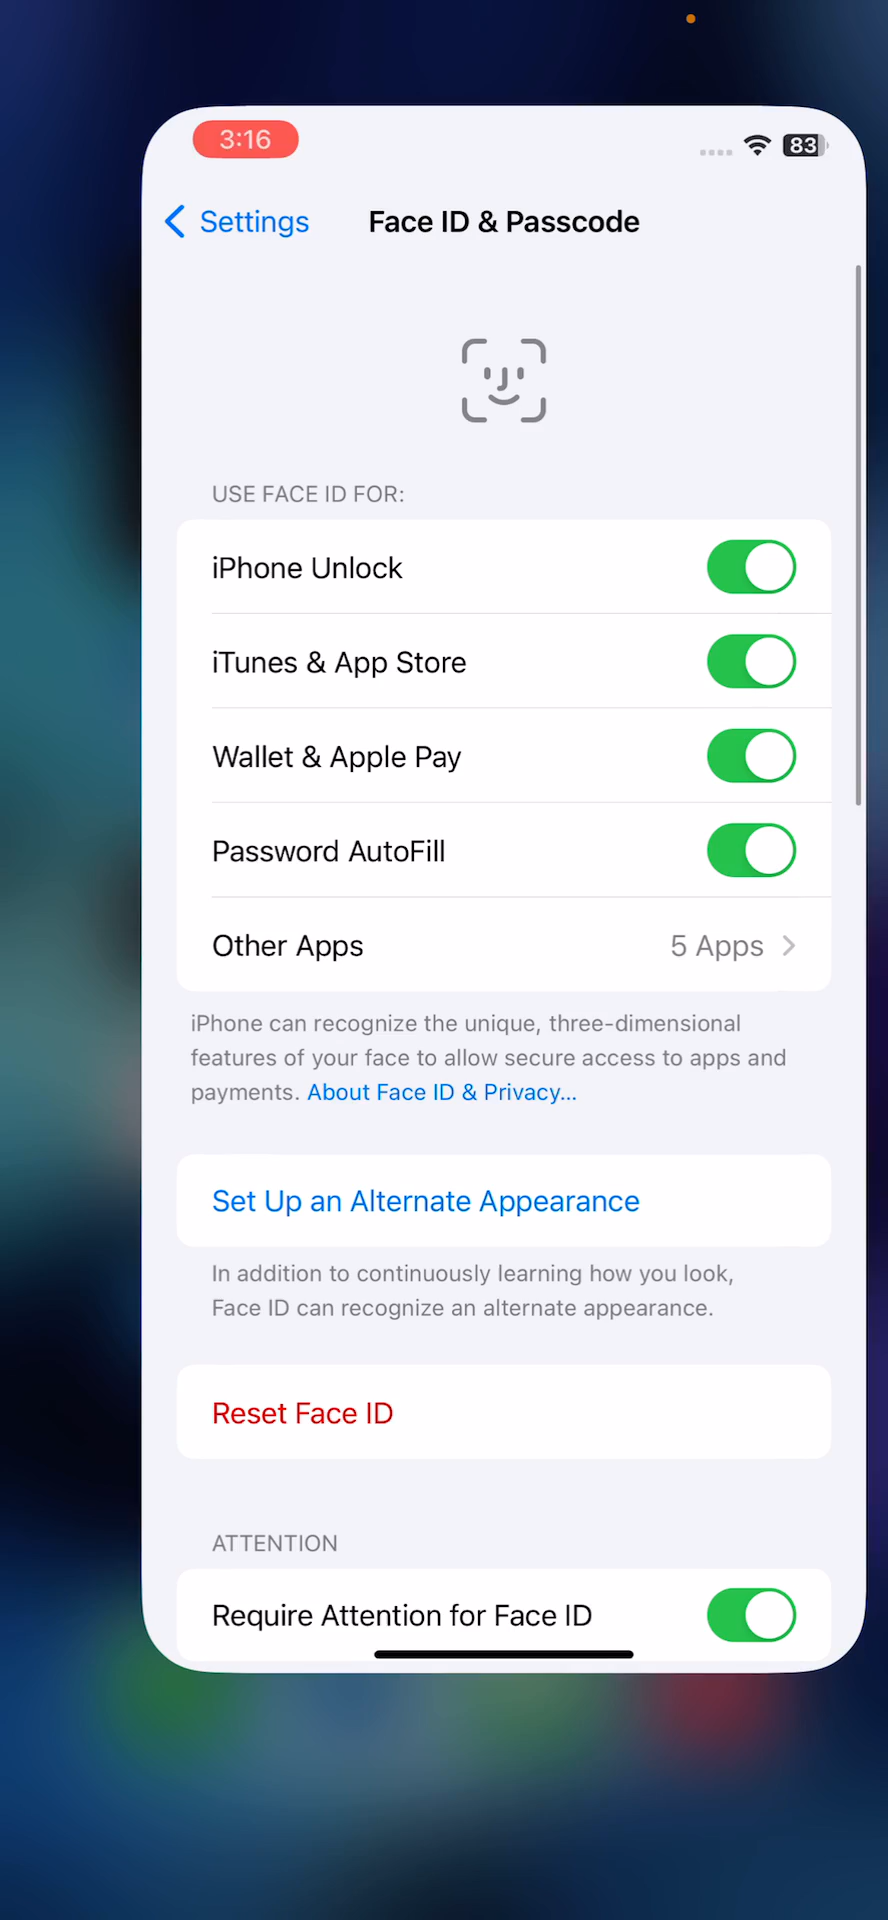 3:16
83
Settings
Face ID & Passcode
USE FACE ID FOR:
iPhone Unlock
iTunes & App Store
Wallet & Apple Pay
Password AutoFill
Other Apps
5 Apps
iPhone can recognize the unique, three-dimensional
features of your face to allow secure access to apps and
payments. About Face ID & Privacy...
Set Up an Alternate Appearance
In addition to continuously learning how you look,
Face ID can recognize an alternate appearance.
Reset Face ID
ATTENTION
Require Attention for Face ID